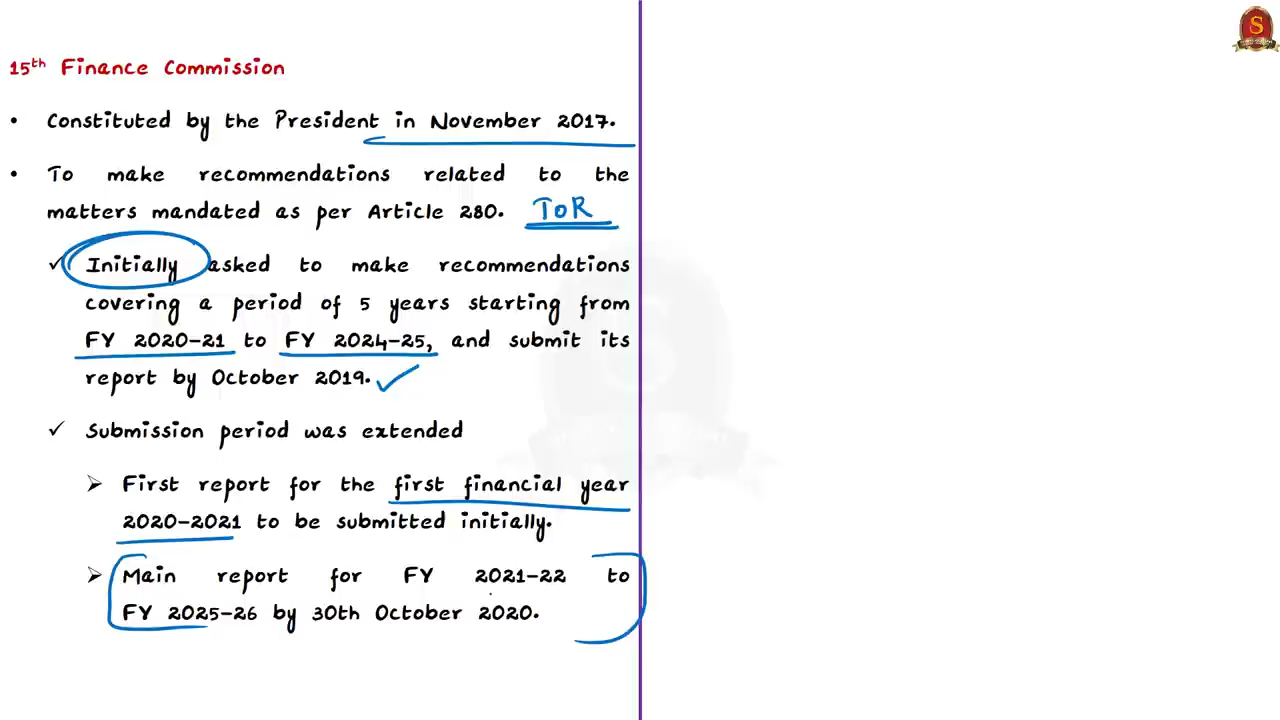 15th Finance Commission
• Constituted by the President in November 2017.
• To make recommendations related to the
matters mandated as per Article 280. ToR
✓ Initially asked to make recommendations
covering a period of 5 years starting from
FY 2020-21 to FY 2024-25, and submit its
report by October 2019.
✓ Submission period was extended
➢ First report for the first financial year
2020-2021 to be submitted initially.
➢ Main report for FY 2021-22 to
FY 2025-26 by 30th October 2020.
S